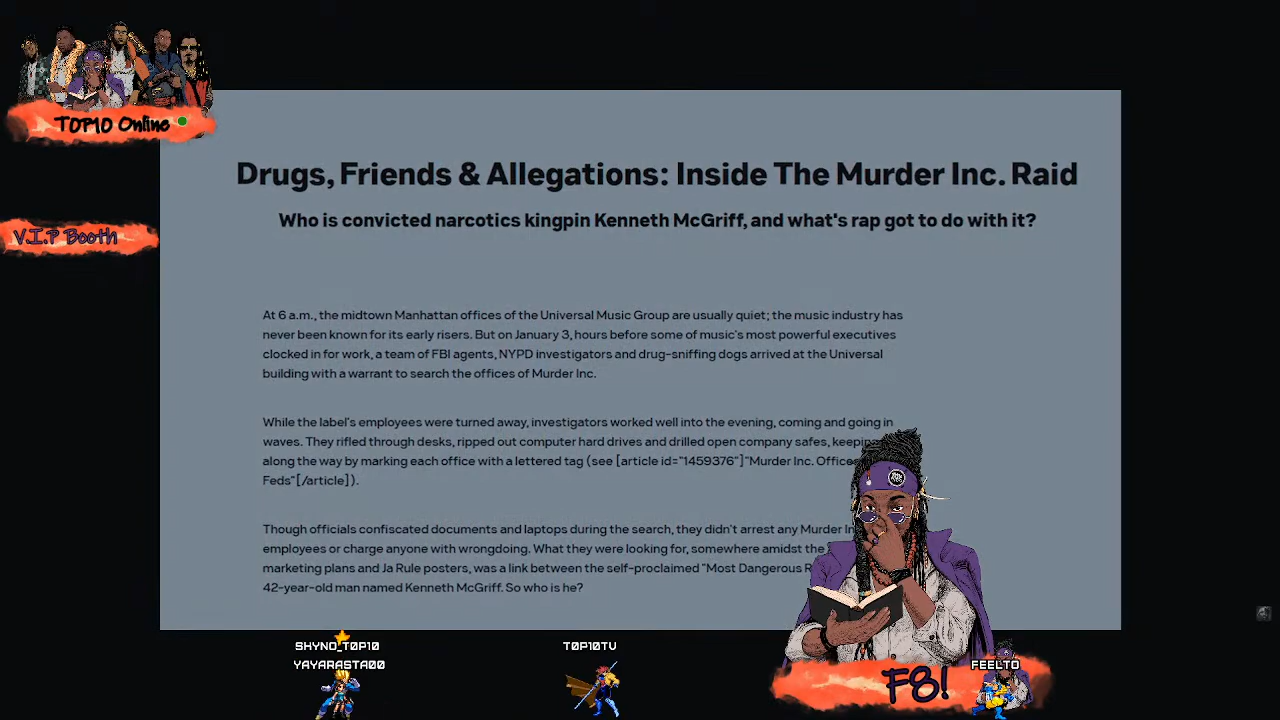 TOP10 Online
V.I.P Booth
Drugs, Friends & Allegations: Inside The Murder Inc. Raid
Who is convicted narcotics kingpin Kenneth McGriff, and what's rap got to do with it?
At 6 a.m., the midtown Manhattan offices of the Universal Music Group are usually quiet; the music industry has
never been known for its early risers. But on January 3, hours before some of music's most powerful executives
clocked in for work, a team of FBI agents, NYPD investigators and drug-sniffing dogs arrived at the Universal
building with a warrant to search the offices of Murder Inc.
While the label's employees were turned away, investigators worked well into the evening, coming and going in
waves. They rifled through desks, ripped out computer hard drives and drilled open company safes,
along the way by marking each office with a lettered tag (see [article id="1459376"]"Murder Inc.
Feds"[/article]).
Though officials confiscated documents and laptops during the search, they didn't arrest any Murder
employees or charge anyone with wrongdoing. What they were looking for, somewhere amidst the
marketing plans and Ja Rule posters, was a link between the self-proclaimed "Most Dangerous
42-year-old man named Kenneth McGriff. So who is he?
SHYNO_T0P10
YAYARASTA00
T0P10TV
FEELTO
F8!